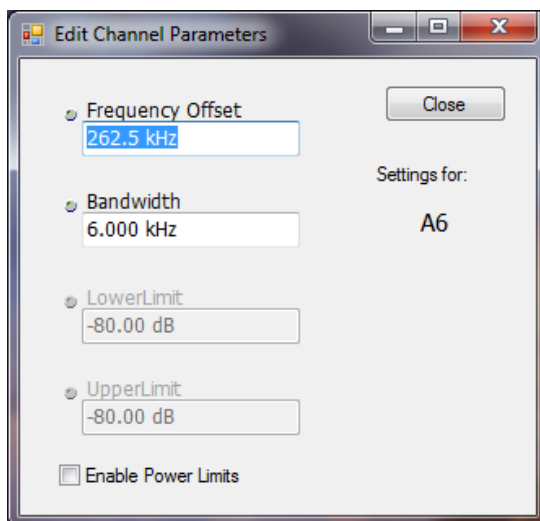 Edit Channel Parameters
Frequency Offset
262.5 kHz
Close
Settings for:
A6
Bandwidth
6.000 kHz
LowerLimit
-80.00 dB
UpperLimit
-80.00 dB
Enable Power Limits